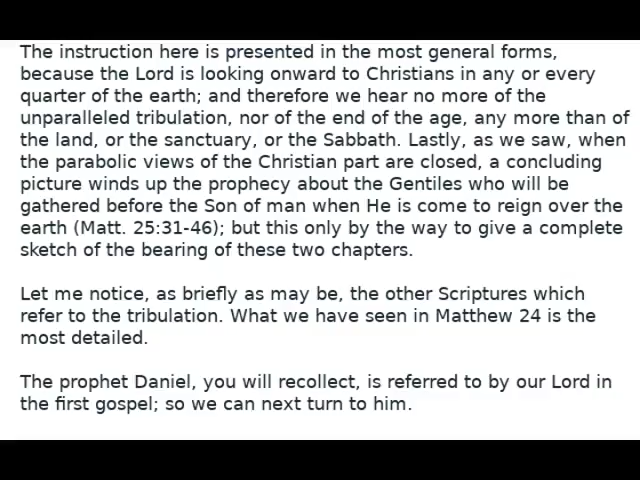 The instruction here is presented in the most general forms,
because the Lord is looking onward to Christians in any or every
quarter of the earth; and therefore we hear no more of the
unparalleled tribulation, nor of the end of the age, any more than of
the land, or the sanctuary, or the Sabbath. Lastly, as we saw, when
the parabolic views of the Christian part are closed, a concluding
picture winds up the prophecy about the Gentiles who will be
gathered before the Son of man when He is come to reign over the
earth (Matt. 25:31-46); but this only by the way to give a complete
sketch of the bearing of these two chapters.
Let me notice, as briefly as may be, the other Scriptures which
refer to the tribulation. What we have seen in Matthew 24 is the
most detailed.
The prophet Daniel, you will recollect, is referred to by our Lord in
the first gospel; so we can next turn to him.